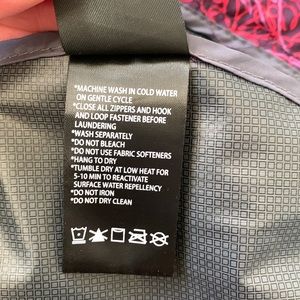 *MACHINE WASH IN COLD WATER
ON GENTLE CYCLE
*CLOSE ALL ZIPPERS AND HOOK
AND LOOP FASTENER BEFORE
LAUNDERING
*WASH SEPARATELY
*DO NOT BLEACH
*DO NOT USE FABRIC SOFTENERS
*HANG TO DRY
*TUMBLE DRY AT LOW HEAT FOR
5-10 MIN TO REACTIVATE
SURFACE WATER REPELLENCY
*DO NOT IRON
*DO NOT DRY CLEAN